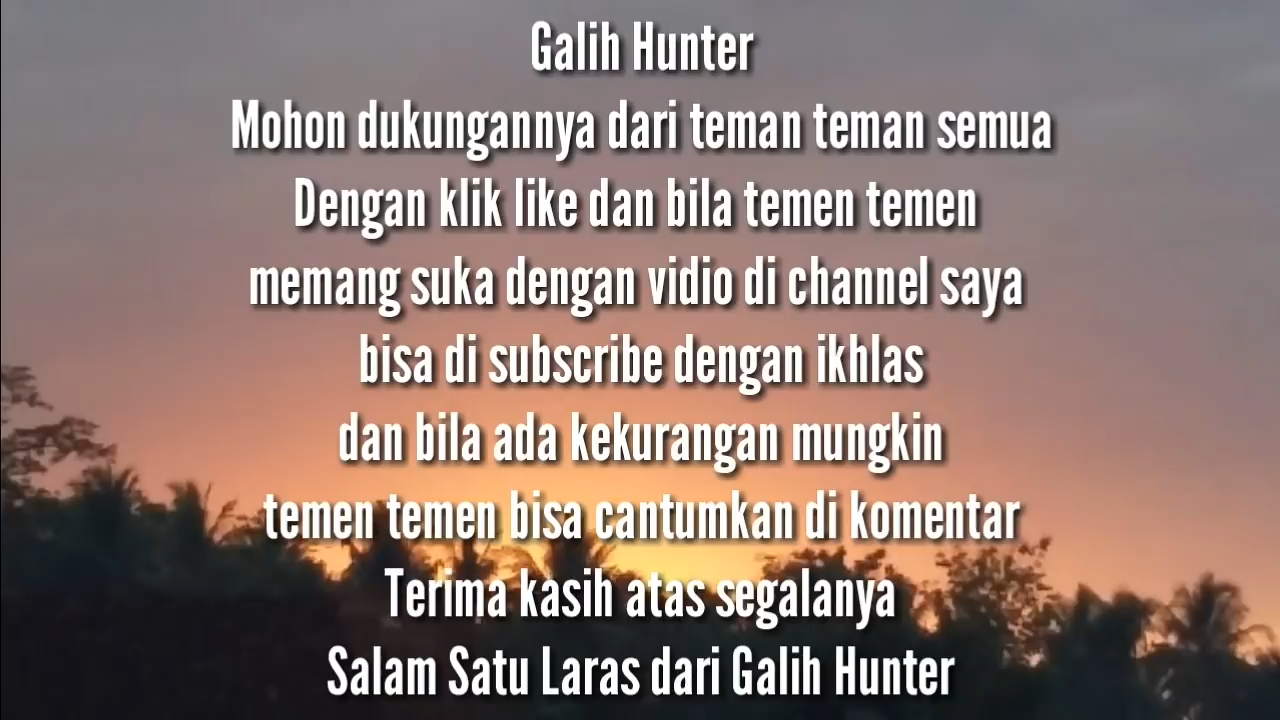 Galih Hunter
Mohon dukungannya dari teman teman semua
Dengan klik like dan bila temen temen
memang suka dengan vidio di channel saya
bisa di subscribe dengan ikhlas
dan bila ada kekurangan mungkin
temen temen bisa cantumkan di komentar
Terima kasih atas segalanya
Salam Satu Laras dari Galih Hunter